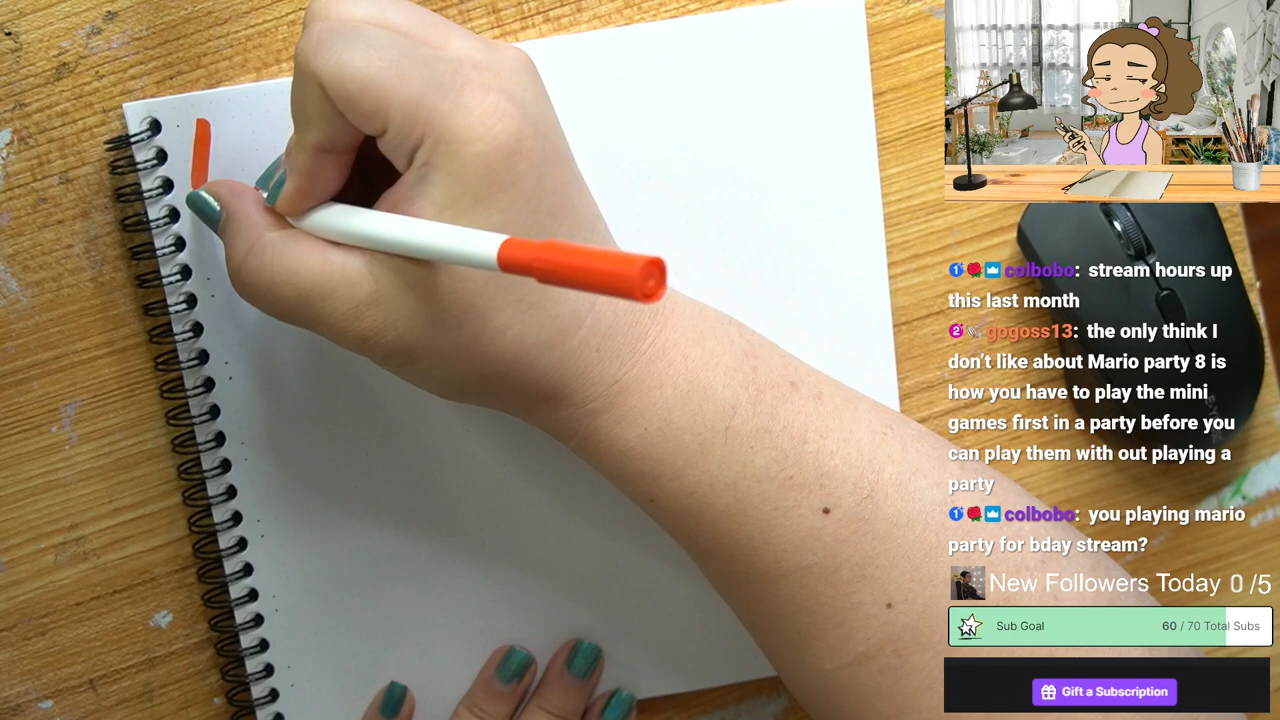 colbobo: stream hours up
this last month
gogoss13: the only think I
don't like about Mario party 8 is
how you have to play the mini
games first in a party before you
can play them with out playing a
party
colbobo: you playing mario
party for bday stream?
New Followers Today 0 /5
Sub Goal 60 / 70 Total Subs
Gift a Subscription